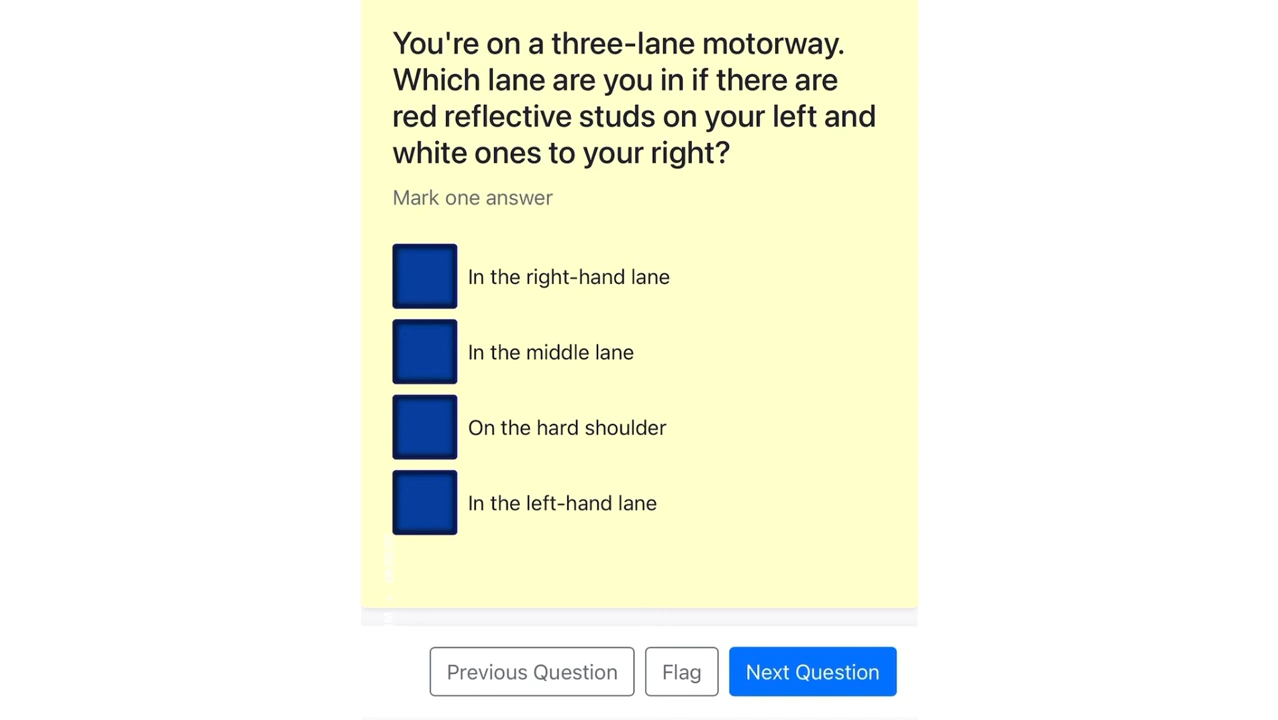 You're on a three-lane motorway.
Which lane are you in if there are
red reflective studs on your left and
white ones to your right?
Mark one answer
In the right-hand lane
In the middle lane
On the hard shoulder
In the left-hand lane
Previous Question
Flag
Next Question